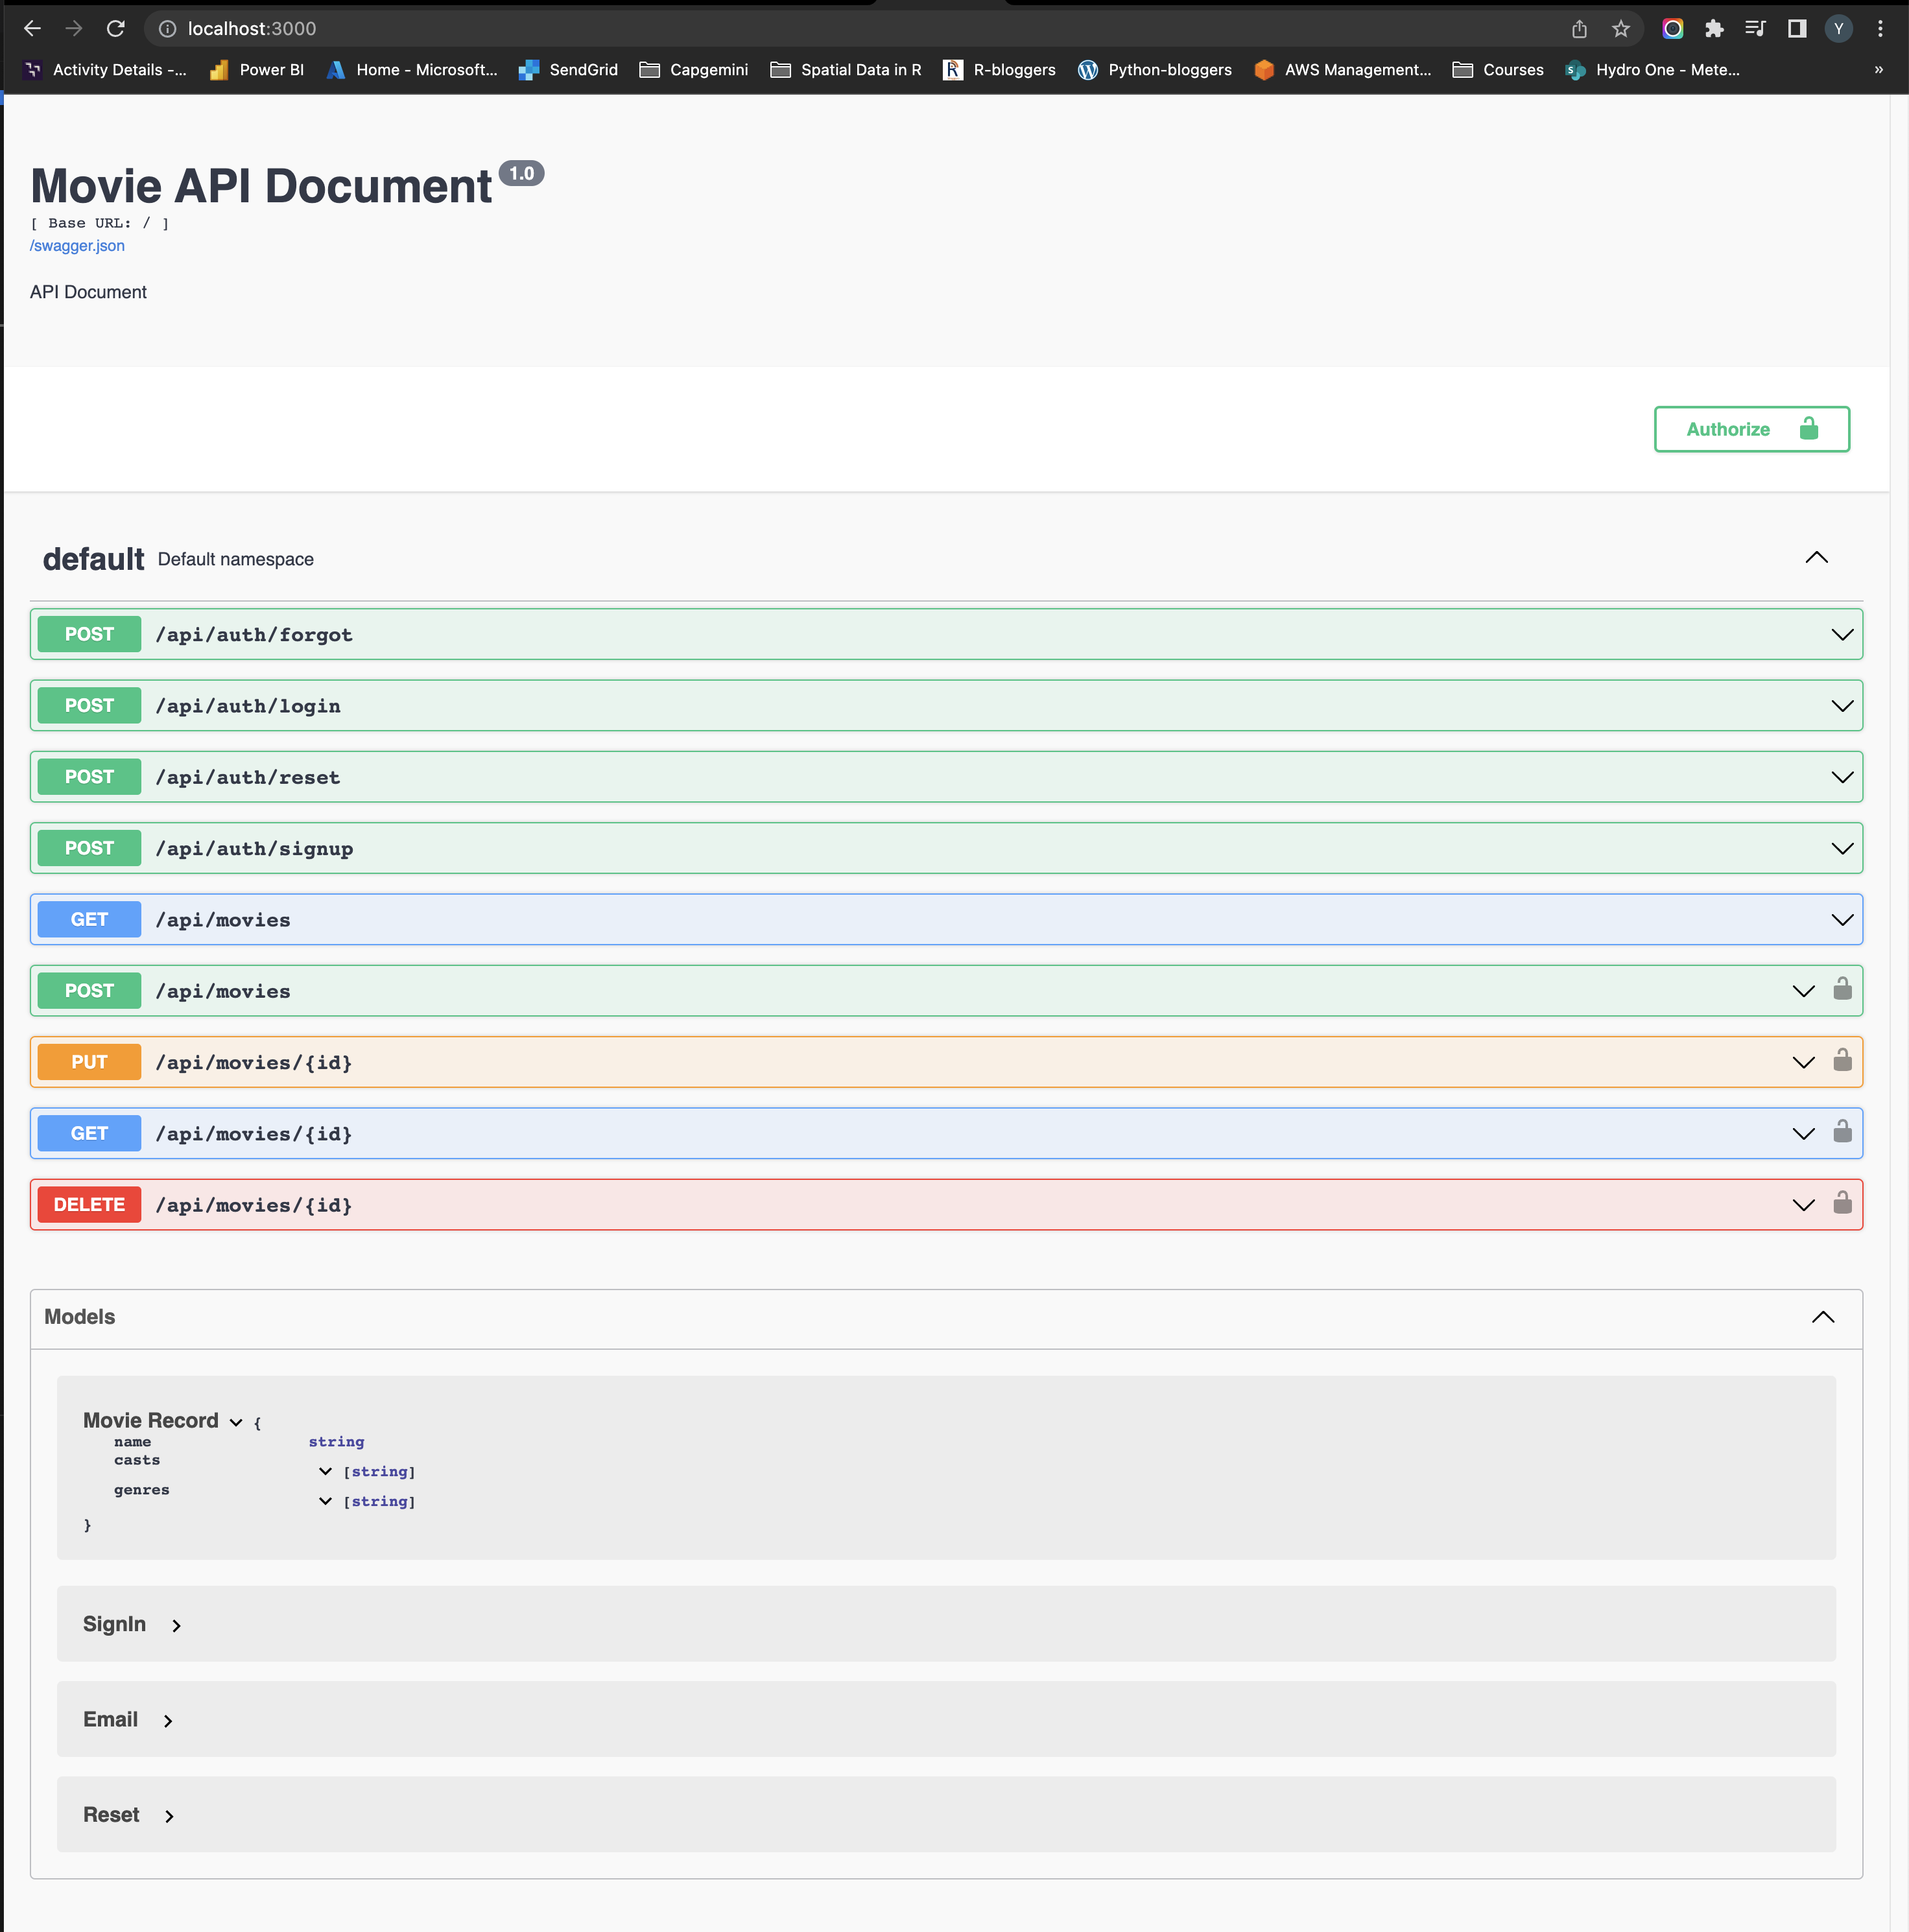 localhost:3000
Y
Activity Details -... Power BI Home - Microsoft... SendGrid Capgemini Spatial Data in R R-bloggers Python-bloggers AWS Management... Courses Hydro One - Mete... »
Movie API Document 1.0
[ Base URL: / ]
/swagger.json
API Document
Authorize
default Default namespace
POST /api/auth/forgot
POST /api/auth/login
POST /api/auth/reset
POST /api/auth/signup
GET /api/movies
POST /api/movies
PUT /api/movies/{id}
GET /api/movies/{id}
DELETE /api/movies/{id}
Models
Movie Record {
name string
casts
[string]
genres
[string]
}
SignIn
Email
Reset